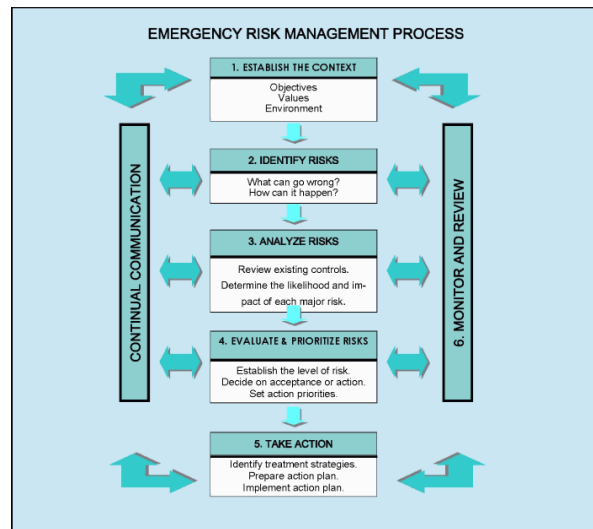 EMERGENCY RISK MANAGEMENT PROCESS
1. ESTABLISH THE CONTEXT
Objectives
Values
Environment
2. IDENTIFY RISKS
What can go wrong?
How can it happen?
3. ANALYZE RISKS
Review existing controls.
Determine the likelihood and im-
pact of each major risk.
4. EVALUATE & PRIORITIZE RISKS
Establish the level of risk.
Decide on acceptance or action.
Set action priorities.
5. TAKE ACTION
Identify treatment strategies.
Prepare action plan.
Implement action plan.
CONTINUAL COMMUNICATION
6. MONITOR AND REVIEW